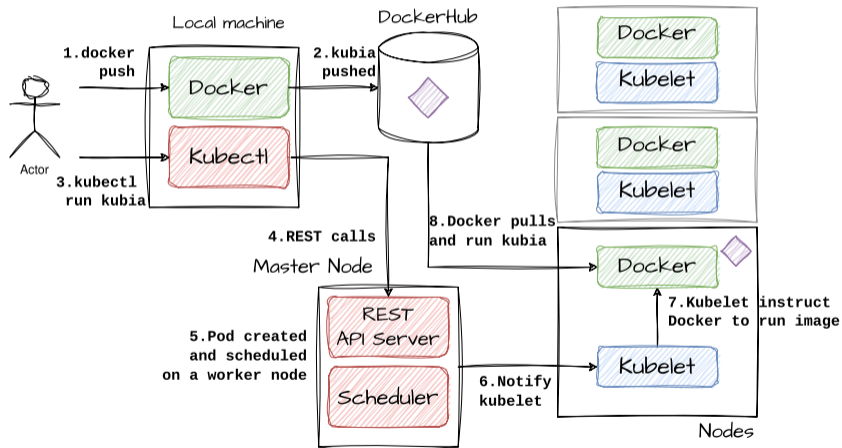 Local machine
DockerHub
1.docker
push
Docker
2.kubia
pushed
Actor
Kubectl
3.kubectl
run kubia
4.REST calls
Master Node
REST
API Server
Scheduler
5.Pod created
and scheduled
on a worker node
6.Notify
kubelet
Docker
Kubelet
Docker
Kubelet
8.Docker pulls
and run kubia
Docker
7.Kubelet instruct
Docker to run image
Kubelet
Nodes